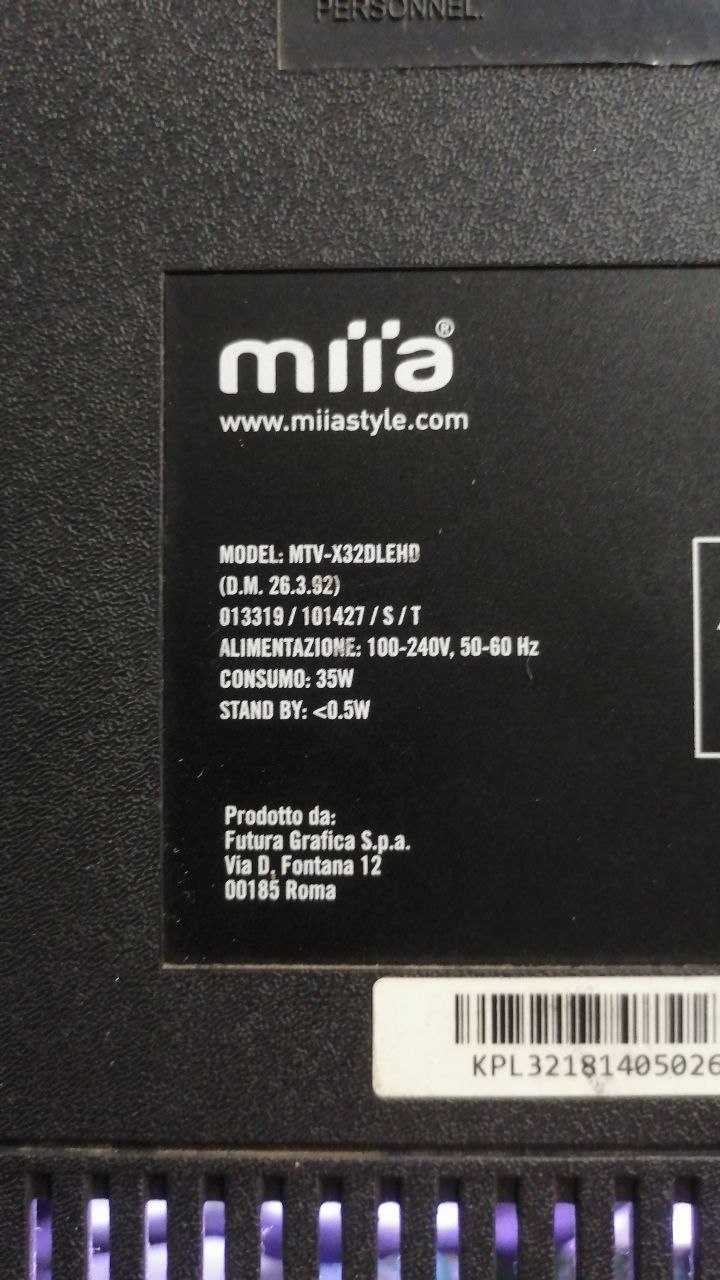 PERSONNEL.
miia®
www.miiastyle.com
MODEL: MTV-X32DLEHD
(D.M. 26.3.92)
013319 / 101427 / S / T
ALIMENTAZIONE: 100-240V, 50-60 Hz
CONSUMO: 35W
STAND BY: <0.5W
Prodotto da:
Futura Grafica S.p.a.
Via D. Fontana 12
00185 Roma
KPL32181405026